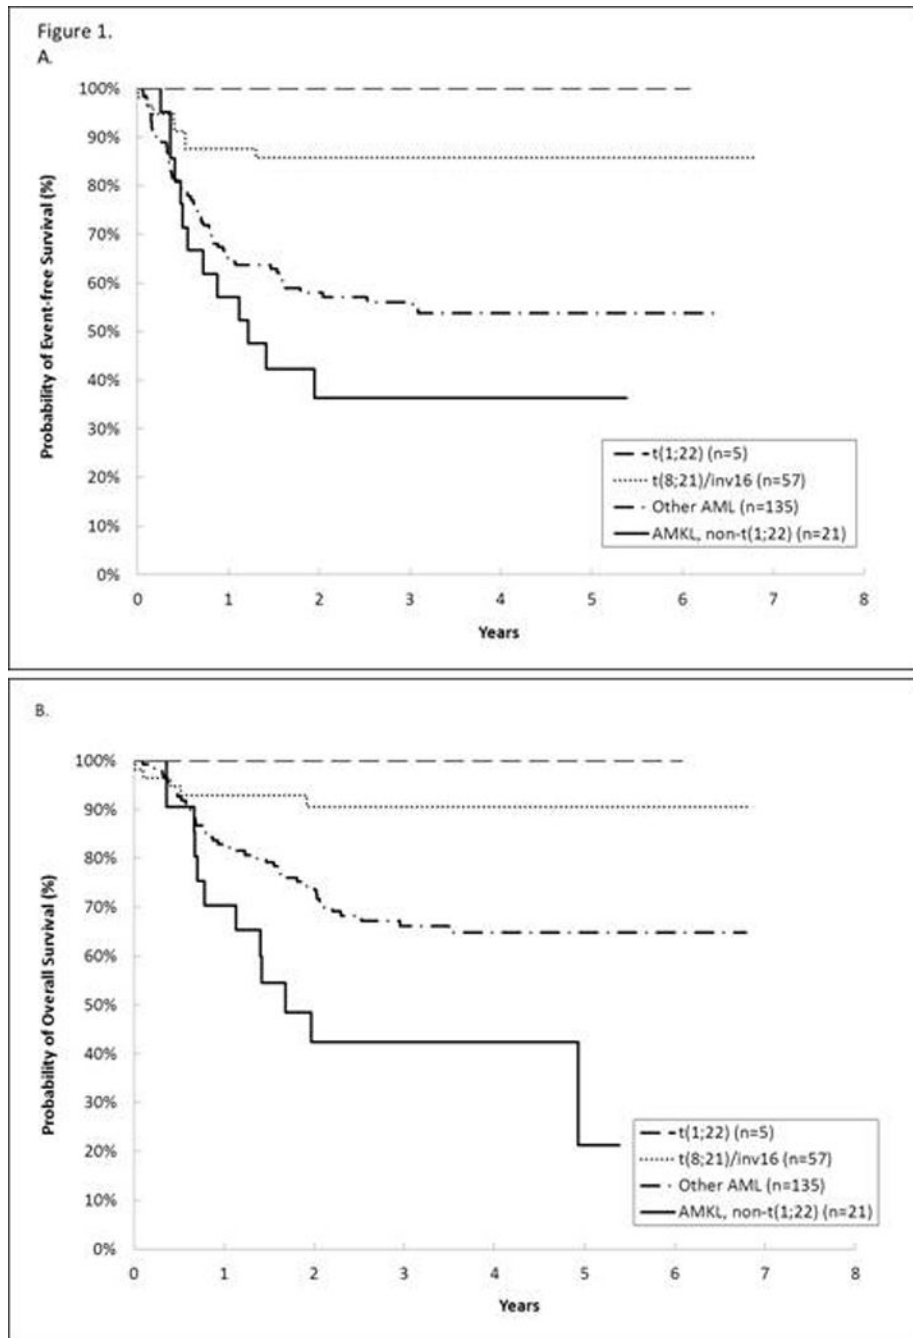 Figure 1.
A.
Probability of Event-free Survival (%)
100%
90%
80%
70%
60%
50%
40%
30%
20%
10%
0%
t(1;22) (n=5)
t(8;21)/inv16 (n=57)
Other AML (n=135)
AMKL, non-t(1;22) (n=21)
0 1 2 3 4 5 6 7 8
Years
B.
Probability of Overall Survival (%)
100%
90%
80%
70%
60%
50%
40%
30%
20%
10%
0%
t(1;22) (n=5)
t(8;21)/inv16 (n=57)
Other AML (n=135)
AMKL, non-t(1;22) (n=21)
0 1 2 3 4 5 6 7 8
Years